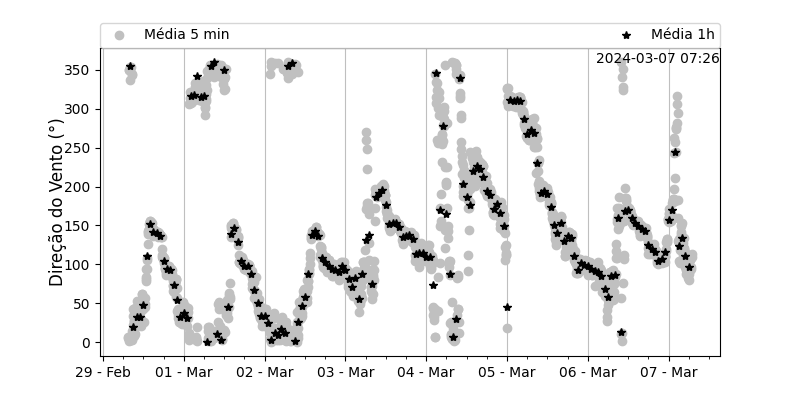 Média 5 min
Média 1h
2024-03-07 07:26
Direção do Vento (°)
350
300
250
200
150
100
50
0
29 - Feb
01 - Mar
02 - Mar
03 - Mar
04 - Mar
05 - Mar
06 - Mar
07 - Mar